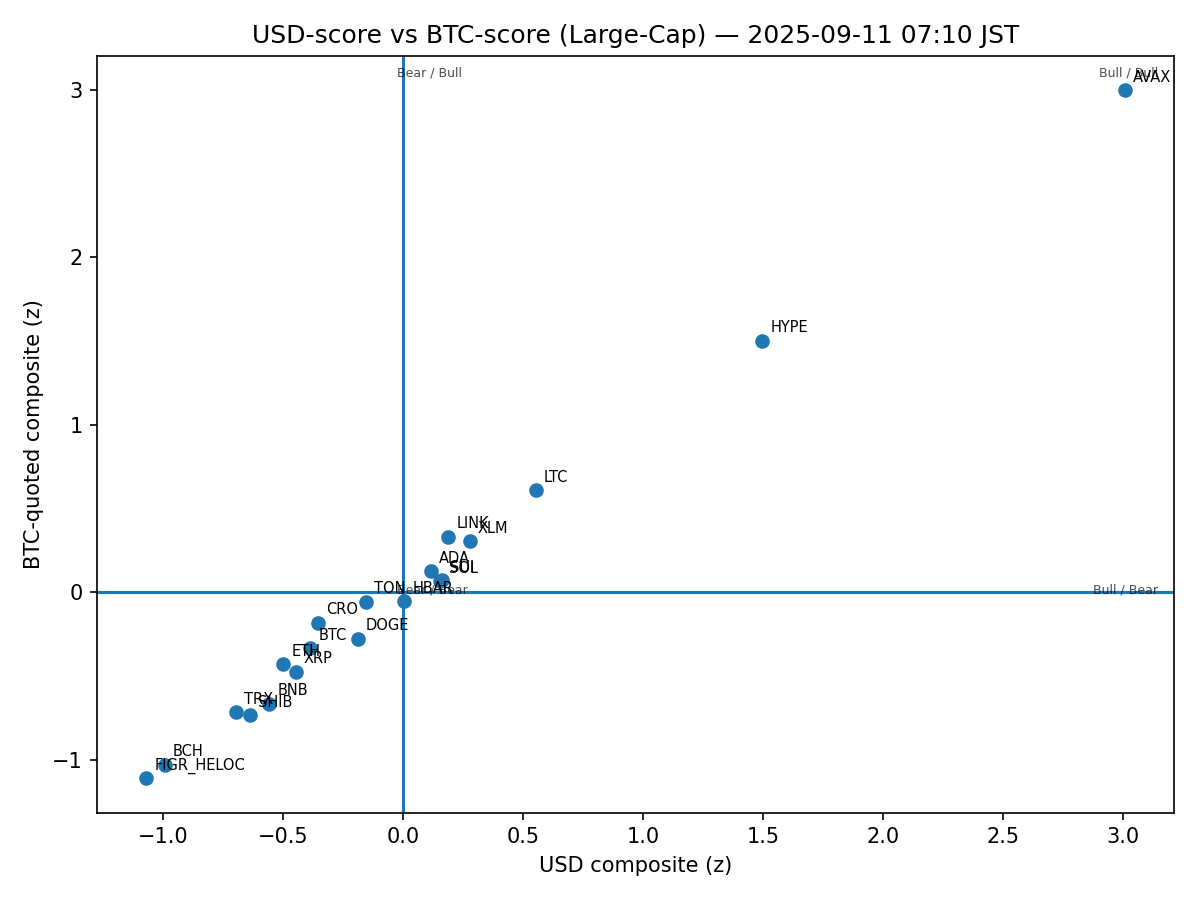 USD-score vs BTC-score (Large-Cap) — 2025-09-11 07:10 JST
Bear / Bull
Bull / Bull
AVAX
3
2
1
0
−1
BTC-quoted composite (z)
HYPE
LTC
LINK
XLM
ADA
SOL
TON
HBAR
Bear / Bear
Bull / Bear
CRO
DOGE
BTC
ETH
XRP
BNB
TRX
SHIB
BCH
FIGR_HELOC
−1.0
−0.5
0.0
0.5
1.0
1.5
2.0
2.5
3.0
USD composite (z)